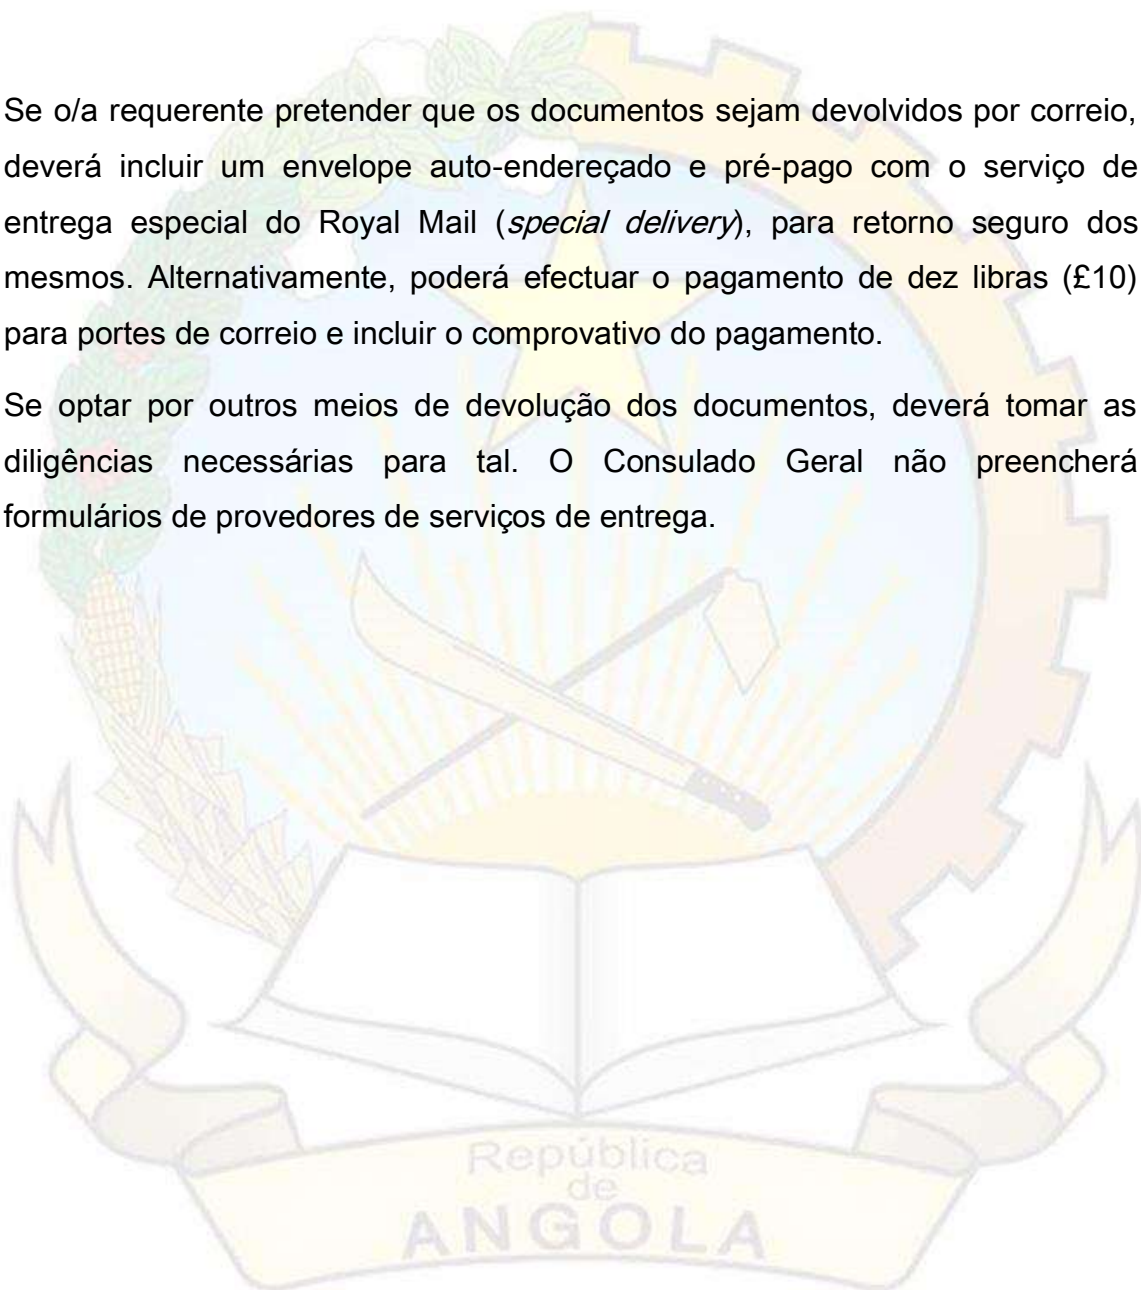 Se o/a requerente pretender que os documentos sejam devolvidos por correio,
deverá incluir um envelope auto-endereçado e pré-pago com o serviço de
entrega especial do Royal Mail (special delivery), para retorno seguro dos
mesmos. Alternativamente, poderá efectuar o pagamento de dez libras (£10)
para portes de correio e incluir o comprovativo do pagamento.
Se optar por outros meios de devolução dos documentos, deverá tomar as
diligências necessárias para tal. O Consulado Geral não preencherá
formulários de provedores de serviços de entrega.
República
de
ANGOLA